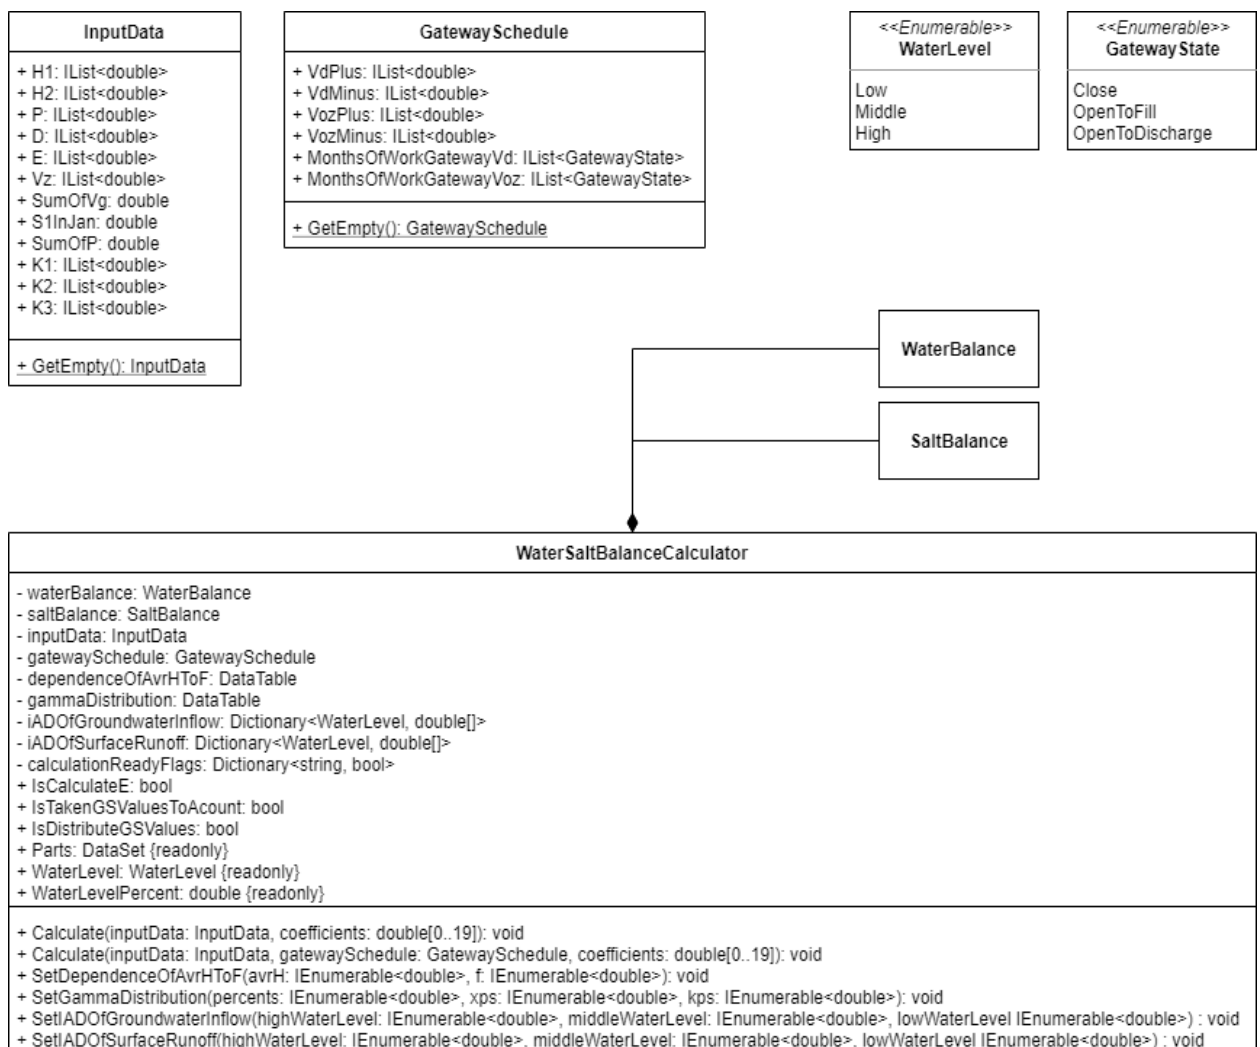 InputData
+ H1: IList<double>
+ H2: IList<double>
+ P: IList<double>
+ D: IList<double>
+ E: IList<double>
+ Vz: IList<double>
+ SumOfVg: double
+ S1InJan: double
+ SumOfP: double
+ K1: IList<double>
+ K2: IList<double>
+ K3: IList<double>
+ GetEmpty(): InputData
GatewaySchedule
+ VdPlus: IList<double>
+ VdMinus: IList<double>
+ VozPlus: IList<double>
+ VozMinus: IList<double>
+ MonthsOfWorkGatewayVd: IList<GatewayState>
+ MonthsOfWorkGatewayVoz: IList<GatewayState>
+ GetEmpty(): GatewaySchedule
<<Enumerable>>
WaterLevel
Low
Middle
High
<<Enumerable>>
GatewayState
Close
OpenToFill
OpenToDischarge
WaterBalance
SaltBalance
WaterSaltBalanceCalculator
- waterBalance: WaterBalance
- saltBalance: SaltBalance
- inputData: InputData
- gatewaySchedule: GatewaySchedule
- dependenceOfAvrHToF: DataTable
- gammaDistribution: DataTable
- iADOfGroundwaterInflow: Dictionary<WaterLevel, double[]>
- iADOfSurfaceRunoff: Dictionary<WaterLevel, double[]>
- calculationReadyFlags: Dictionary<string, bool>
+ IsCalculateE: bool
+ IsTakenGSValuesToAcount: bool
+ IsDistributeGSValues: bool
+ Parts: DataSet {readonly}
+ WaterLevel: WaterLevel {readonly}
+ WaterLevelPercent: double {readonly}
+ Calculate(inputData: InputData, coefficients: double[0..19]): void
+ Calculate(inputData: InputData, gatewaySchedule: GatewaySchedule, coefficients: double[0..19]): void
+ SetDependenceOfAvrHToF(avrH: IEnumerable<double>, f: IEnumerable<double>): void
+ SetGammaDistribution(percents: IEnumerable<double>, xps: IEnumerable<double>, kps: IEnumerable<double>): void
+ SetIADOfGroundwaterInflow(highWaterLevel: IEnumerable<double>, middleWaterLevel: IEnumerable<double>, lowWaterLevel IEnumerable<double>) : void
+ SetIADOfSurfaceRunoff(highWaterLevel: IEnumerable<double>, middleWaterLevel: IEnumerable<double>, lowWaterLevel IEnumerable<double>) : void